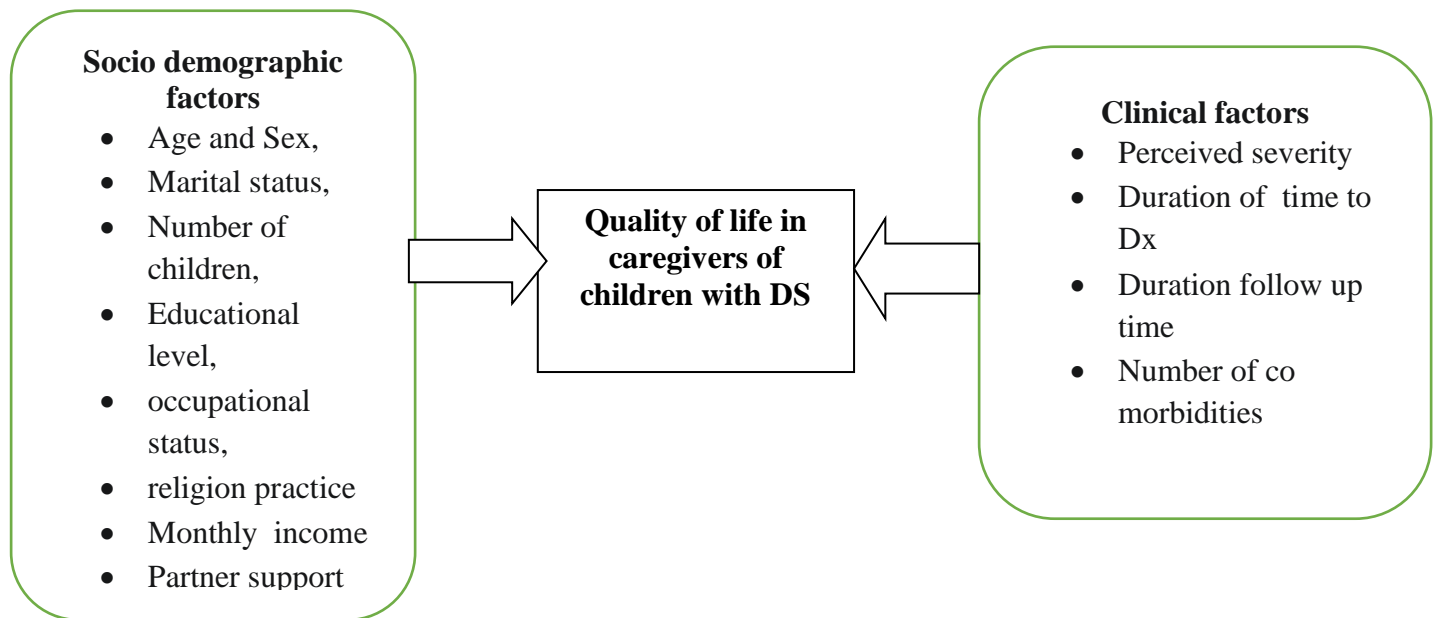 Socio demographic
factors
• Age and Sex,
• Marital status,
• Number of
children,
• Educational
level,
• occupational
status,
• religion practice
• Monthly income
• Partner support
Quality of life in
caregivers of
children with DS
Clinical factors
• Perceived severity
• Duration of time to
Dx
• Duration follow up
time
• Number of co
morbidities